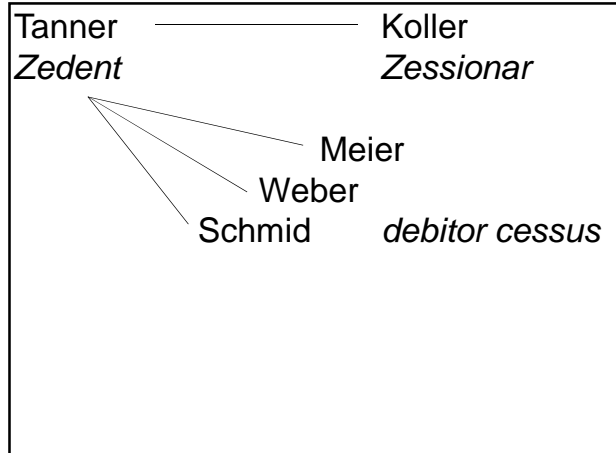 Tanner Koller
Zedent Zessionar
Meier
Weber
Schmid debitor cessus